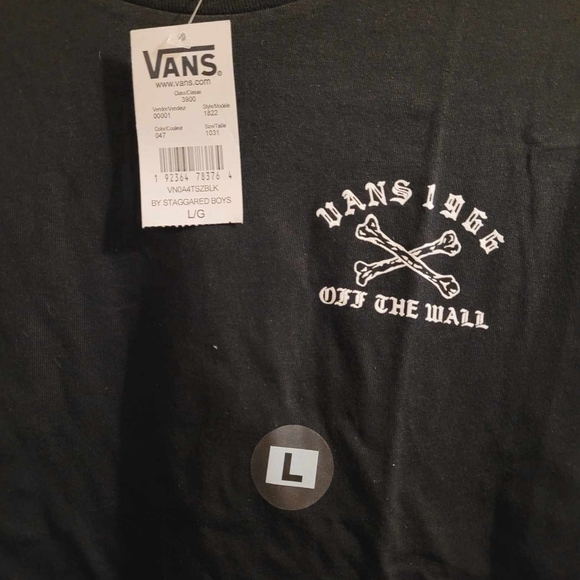 VANS
www.vans.com
Class/Classe
3900
Vendor/Vendeur Style/Modèle
00001 1822
Color/Couleur Size/Taille
047 1031
1 92364 78376 4
VN0A4TSZBLK
BY STAGGARED BOYS
L/G
VANS 1966
OFF THE WALL
L